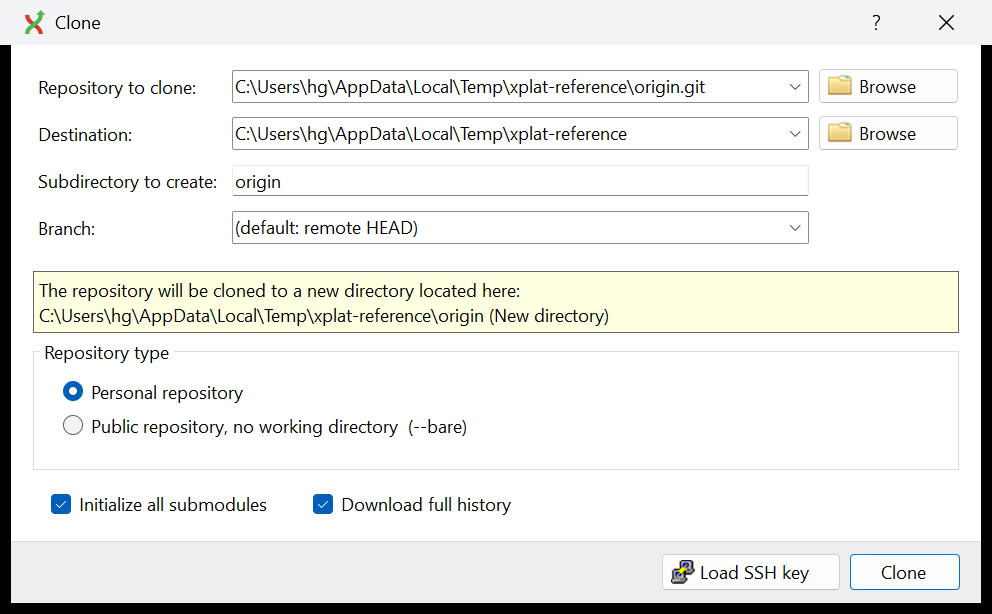 Clone
?
Repository to clone: C:\Users\hg\AppData\Local\Temp\xplat-reference\origin.git Browse
Destination: C:\Users\hg\AppData\Local\Temp\xplat-reference Browse
Subdirectory to create: origin
Branch: (default: remote HEAD)
The repository will be cloned to a new directory located here:
C:\Users\hg\AppData\Local\Temp\xplat-reference\origin (New directory)
Repository type
Personal repository
Public repository, no working directory (--bare)
Initialize all submodules Download full history
Load SSH key Clone